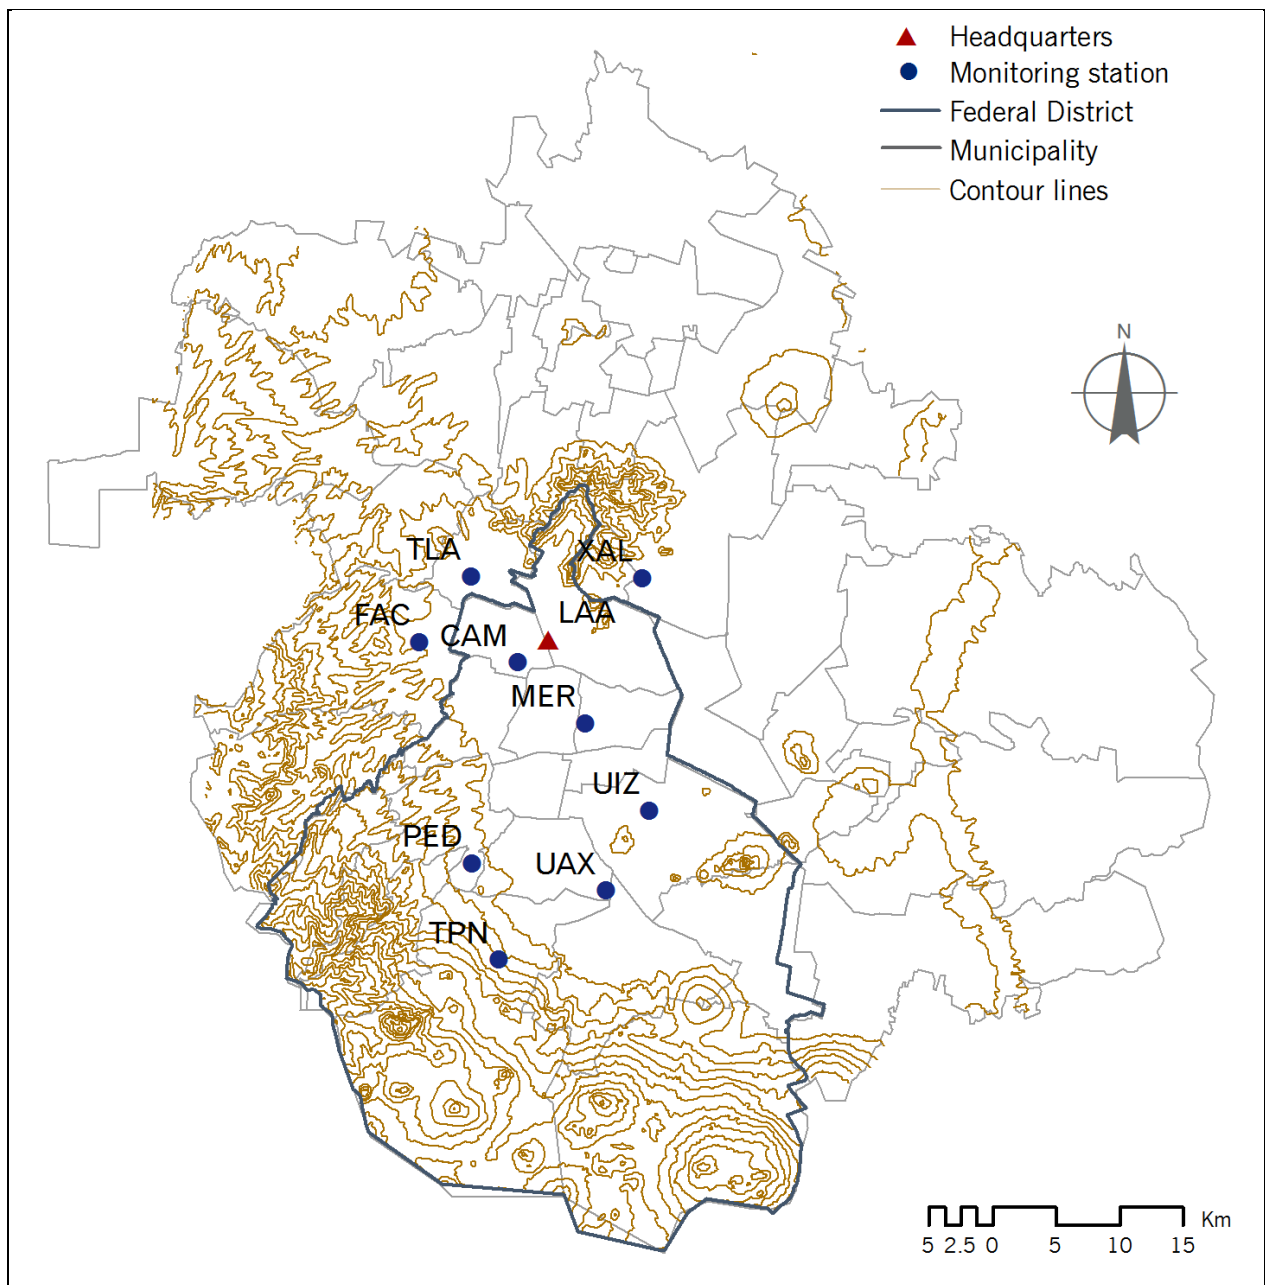 Headquarters
Monitoring station
Federal District
Municipality
Contour lines
N
TLA
XAL
FAC
LAA
CAM
MER
UIZ
PED
UAX
TPN
Km
5 2.5 0 5 10 15